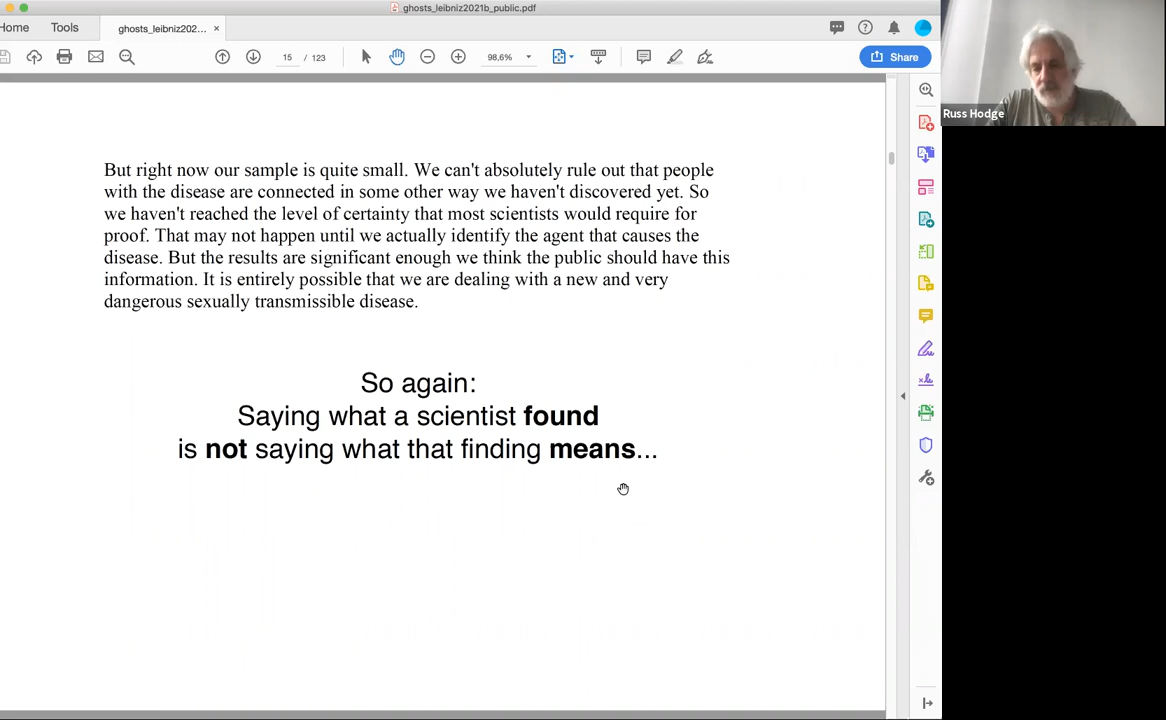 ghosts_leibniz2021b_public.pdf
Home
Tools
ghosts_leibniz202...
15 / 123
98,6%
Share
Russ Hodge
But right now our sample is quite small. We can't absolutely rule out that people
with the disease are connected in some other way we haven't discovered yet. So
we haven't reached the level of certainty that most scientists would require for
proof. That may not happen until we actually identify the agent that causes the
disease. But the results are significant enough we think the public should have this
information. It is entirely possible that we are dealing with a new and very
dangerous sexually transmissible disease.
So again:
Saying what a scientist found
is not saying what that finding means...